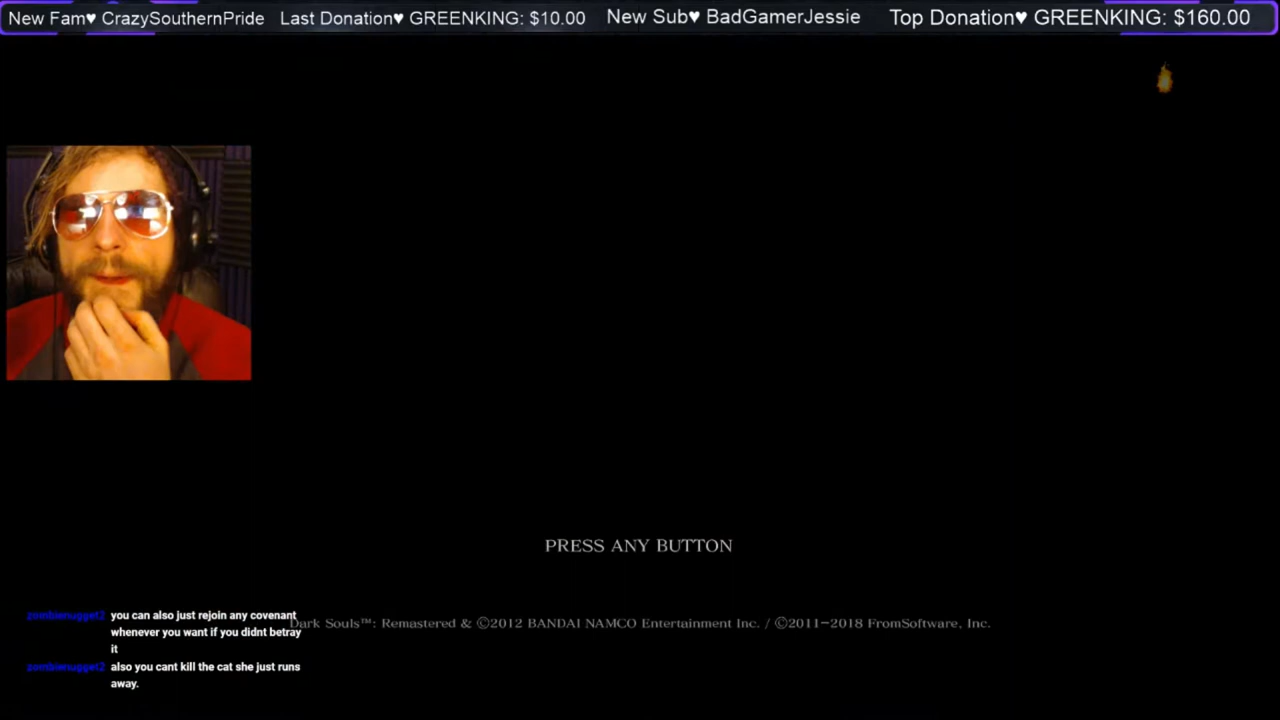 New Fam♥ CrazySouthernPride Last Donation♥ GREENKING: $10.00 New Sub♥ BadGamerJessie Top Donation♥ GREENKING: $160.00
PRESS ANY BUTTON
zombienugget2 you can also just rejoin any covenant
whenever you want if you didnt betray
it
Dark Souls™: Remastered & ©2012 BANDAI NAMCO Entertainment Inc. / ©2011-2018 FromSoftware, Inc.
zombienugget2 also you cant kill the cat she just runs
away.